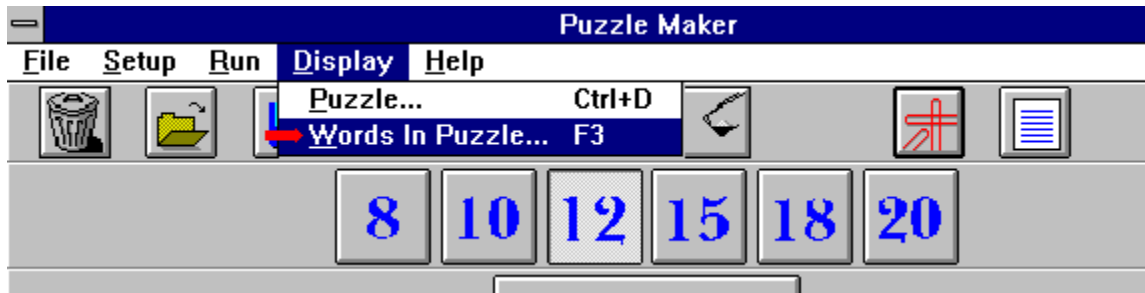 Puzzle Maker
File Setup Run Display Help
Puzzle... Ctrl+D
Words In Puzzle... F3
8 10 12 15 18 20